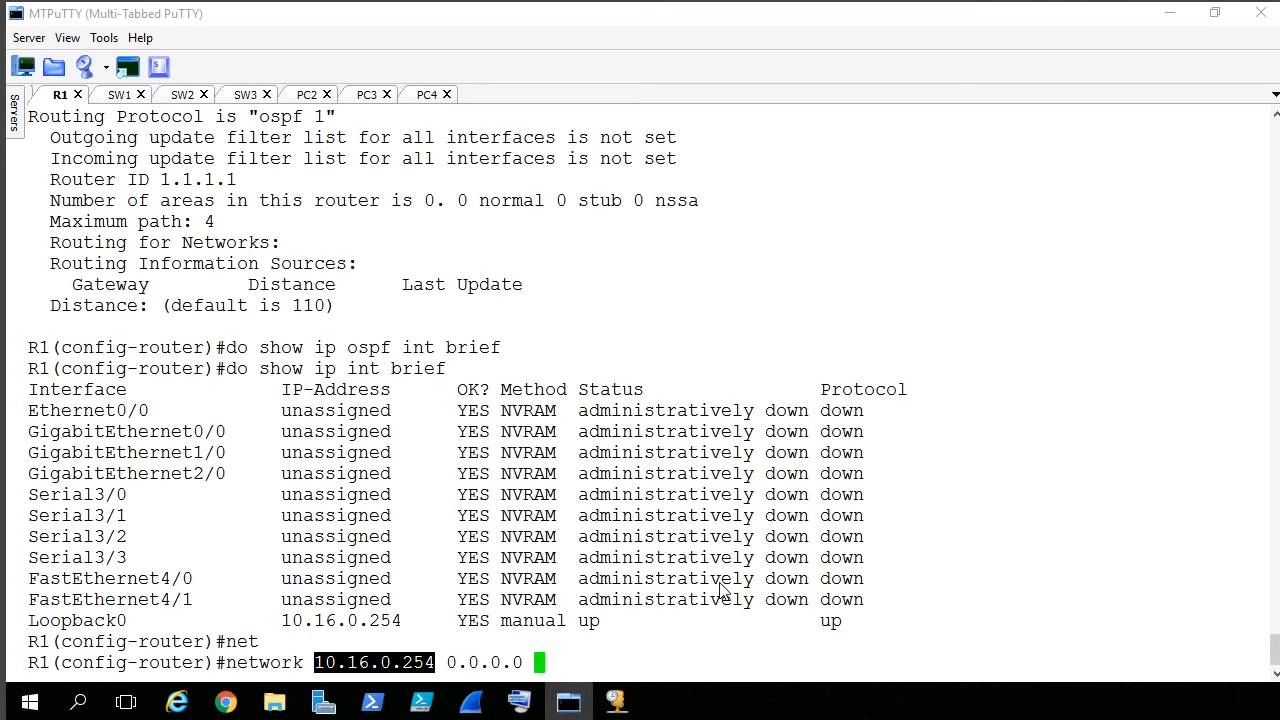 MTPuTTY (Multi-Tabbed PuTTY)
Server View Tools Help
R1 SW1 SW2 SW3 PC2 PC3 PC4
Servers
Routing Protocol is "ospf 1"
Outgoing update filter list for all interfaces is not set
Incoming update filter list for all interfaces is not set
Router ID 1.1.1.1
Number of areas in this router is 0. 0 normal 0 stub 0 nssa
Maximum path: 4
Routing for Networks:
Routing Information Sources:
Gateway Distance Last Update
Distance: (default is 110)
R1(config-router)#do show ip ospf int brief
R1(config-router)#do show ip int brief
Interface IP-Address OK? Method Status Protocol
Ethernet0/0 unassigned YES NVRAM administratively down down
GigabitEthernet0/0 unassigned YES NVRAM administratively down down
GigabitEthernet1/0 unassigned YES NVRAM administratively down down
GigabitEthernet2/0 unassigned YES NVRAM administratively down down
Serial3/0 unassigned YES NVRAM administratively down down
Serial3/1 unassigned YES NVRAM administratively down down
Serial3/2 unassigned YES NVRAM administratively down down
Serial3/3 unassigned YES NVRAM administratively down down
FastEthernet4/0 unassigned YES NVRAM administratively down down
FastEthernet4/1 unassigned YES NVRAM administratively down down
Loopback0 10.16.0.254 YES manual up up
R1(config-router)#net
R1(config-router)#network 10.16.0.254 0.0.0.0